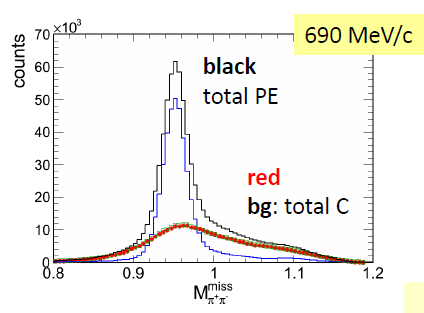 ×10³
690 MeV/c
70
60
50
40
30
20
10
0
counts
black
total PE
red
bg: total C
0.8
0.9
1
1.1
1.2
M^miss_π⁺π⁻